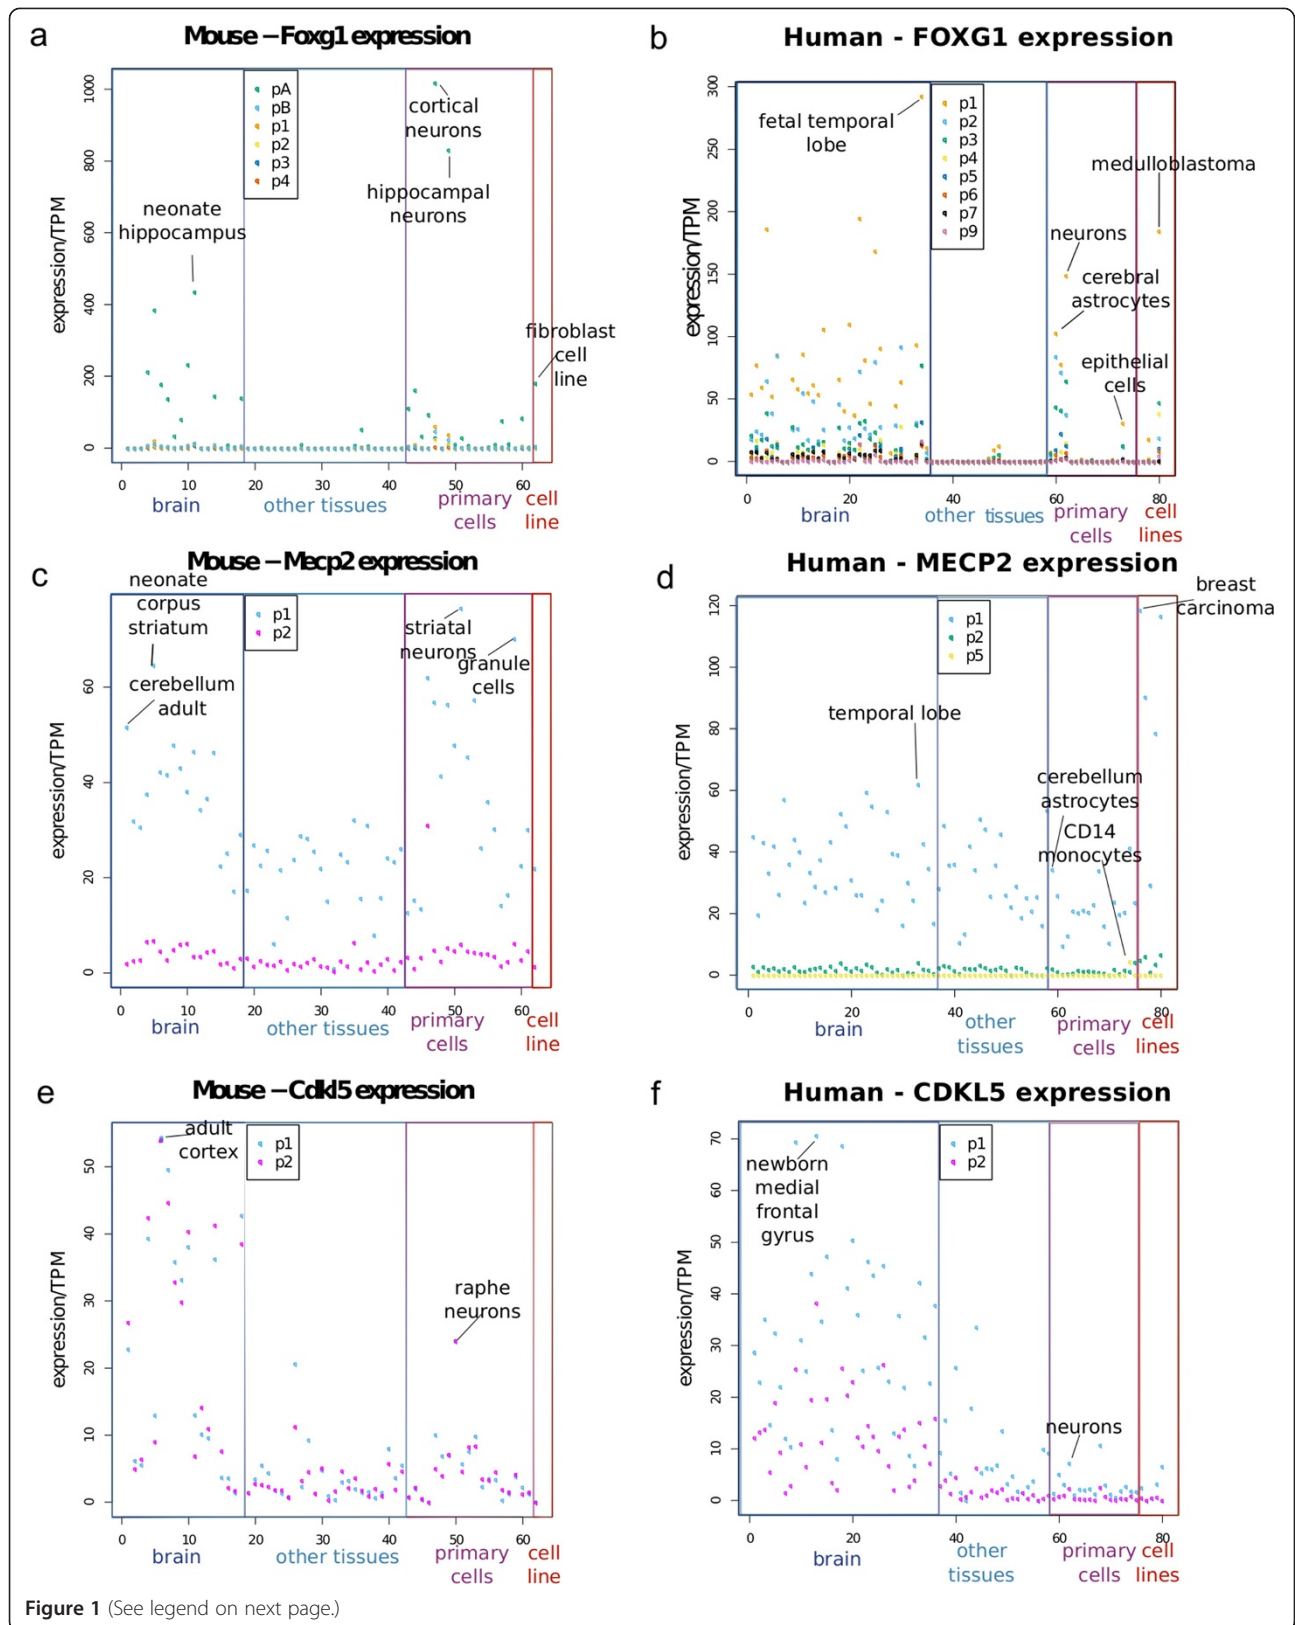 a
Mouse – Foxg1 expression
expression/TPM
1000
800
600
400
200
0
pA
pB
p1
p2
p3
p4
cortical
neurons
hippocampal
neurons
neonate
hippocampus
fibroblast
cell
line
0 10 20 30 40 50 60
brain other tissues primary cell
cells line
b
Human - FOXG1 expression
expression/TPM
300
250
200
150
100
50
0
p1
p2
p3
p4
p5
p6
p7
p9
fetal temporal
lobe
medulloblastoma
neurons
cerebral
astrocytes
epithelial
cells
0 20 40 60 80
brain other tissues primary cell
cells lines
c
Mouse – Mecp2 expression
expression/TPM
60
40
20
0
p1
p2
neonate
corpus
striatum
cerebellum
adult
striatal
neurons
granule
cells
0 10 20 30 40 50 60
brain other tissues primary cell
cells line
d
Human - MECP2 expression
expression/TPM
120
100
80
60
40
20
0
p1
p2
p5
breast
carcinoma
temporal lobe
cerebellum
astrocytes
CD14
monocytes
0 20 40 60 80
brain other primary cell
tissues cells lines
e
Mouse – Cdkl5 expression
expression/TPM
50
40
30
20
10
0
adult
cortex
p1
p2
raphe
neurons
0 10 20 30 40 50 60
brain other tissues primary cell
cells line
f
Human - CDKL5 expression
expression/TPM
70
60
50
40
30
20
10
0
p1
p2
newborn
medial
frontal
gyrus
neurons
0 20 40 60 80
brain other primary cell
tissues cells lines
Figure 1 (See legend on next page.)